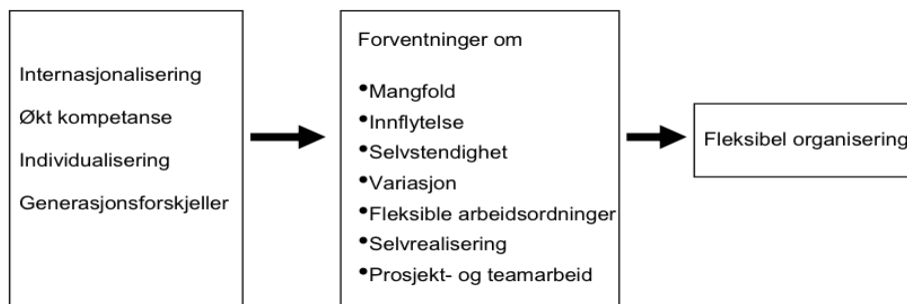 Internasjonalisering
Økt kompetanse
Individualisering
Generasjonsforskjeller
Forventninger om
•Mangfold
•Innflytelse
•Selvstendighet
•Variasjon
•Fleksible arbeidsordninger
•Selvrealisering
•Prosjekt- og teamarbeid
Fleksibel organisering